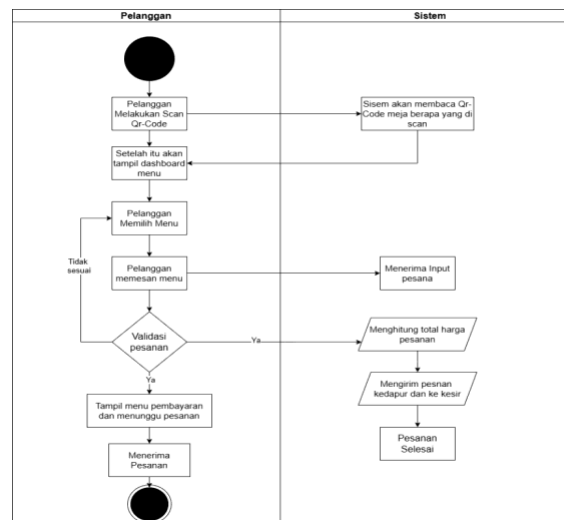 Pelanggan
Sistem
Pelanggan
Melakukan Scan
Qr-Code
Sisem akan membaca Qr-
Code meja berapa yang di
scan
Setelah itu akan
tampil dashboard
menu
Pelanggan
Memilih Menu
Tidak
sesuai
Pelanggan
memesan menu
Menerima Input
pesana
Validasi
pesanan
Ya
Menghitung total harga
pesanan
Ya
Mengirim pesnan
kedapur dan ke kesir
Tampil menu pembayaran
dan menunggu pesanan
Pesanan
Selesai
Menerima
Pesanan